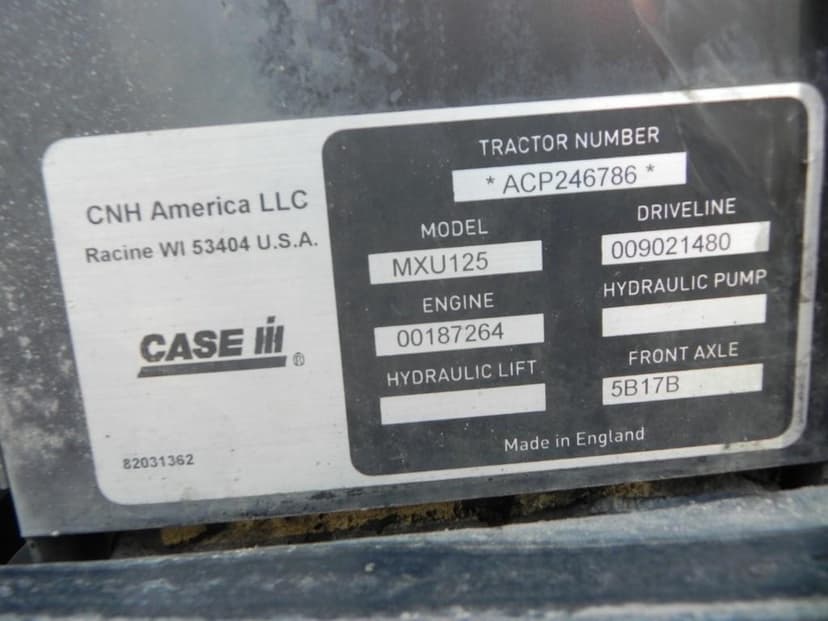 CNH America LLC
Racine WI 53404 U.S.A.
CASE IH ®
82031362
TRACTOR NUMBER
* ACP246786 *
MODEL
MXU125
DRIVELINE
009021480
ENGINE
00187264
HYDRAULIC PUMP
HYDRAULIC LIFT
FRONT AXLE
5B17B
Made in England